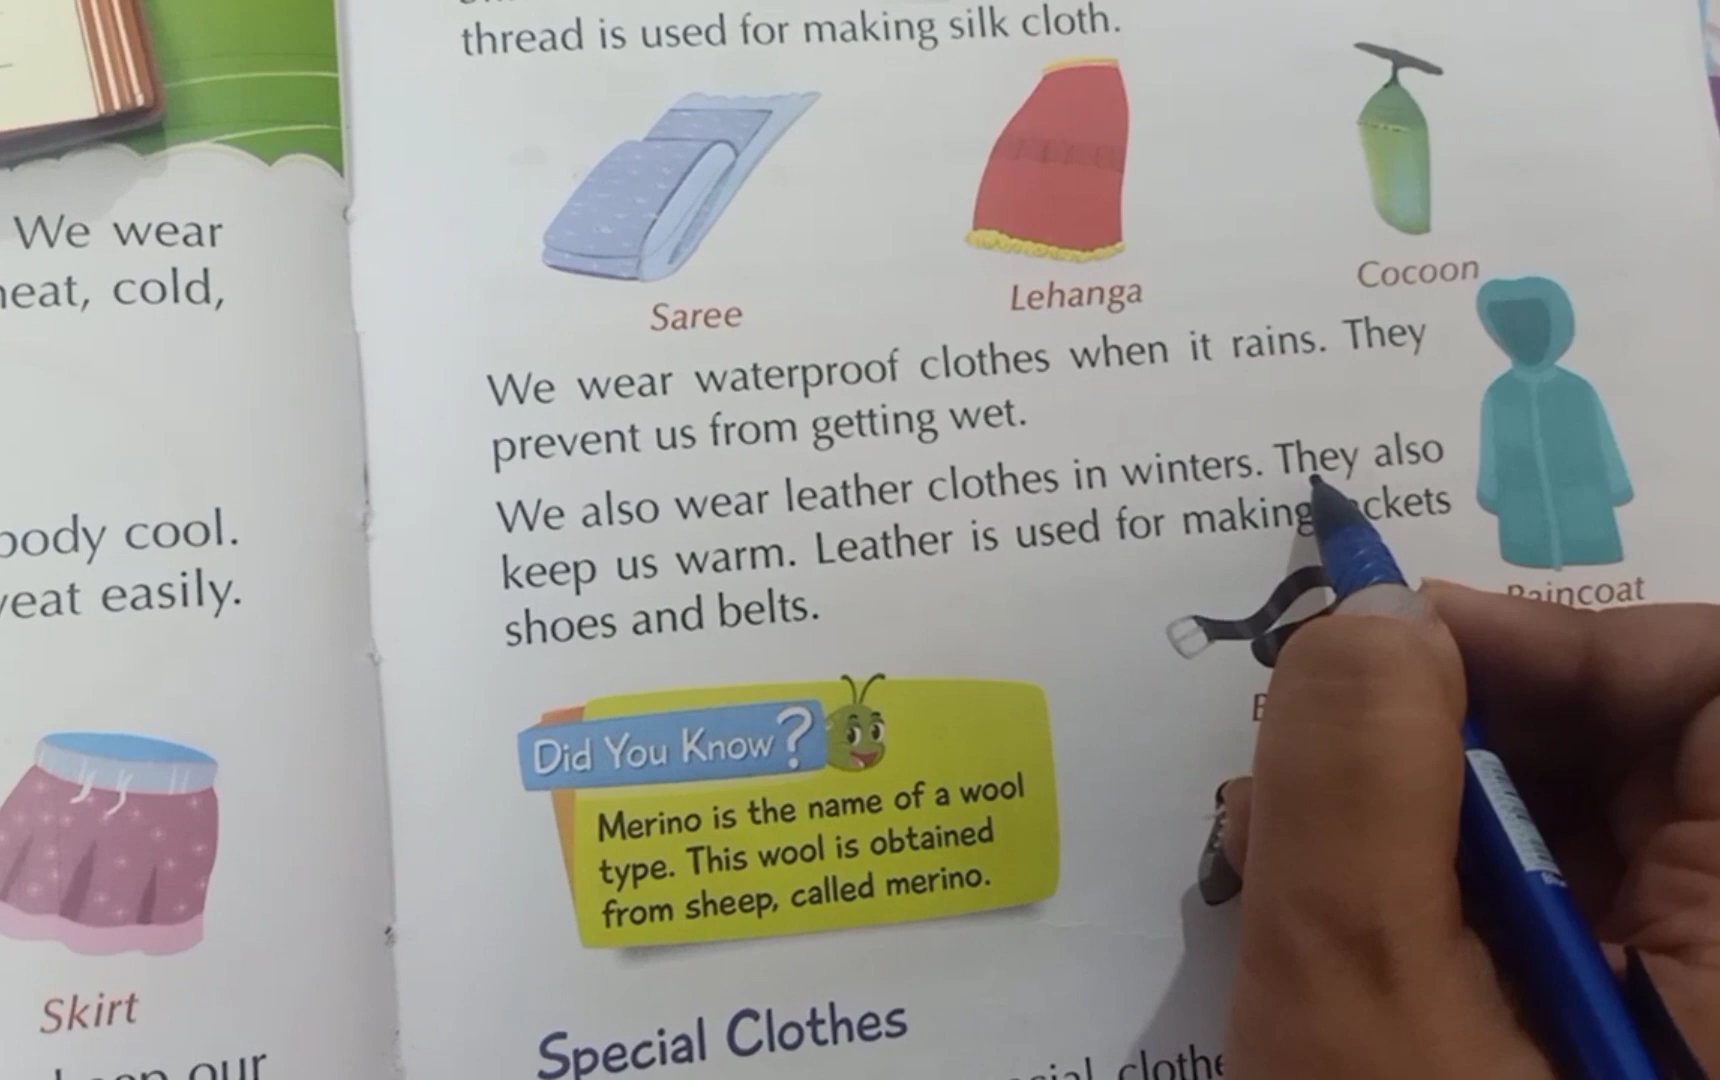 We wear
heat, cold,
body cool.
easily.
Skirt
our
thread is used for making silk cloth.
Saree
Lehanga
Cocoon
We wear waterproof clothes when it rains. They
prevent us from getting wet.
We also wear leather clothes in winters. They also
keep us warm. Leather is used for making
shoes and belts.
Raincoat
Did You Know?
Merino is the name of a wool
type. This wool is obtained
from sheep, called merino.
Special Clothes